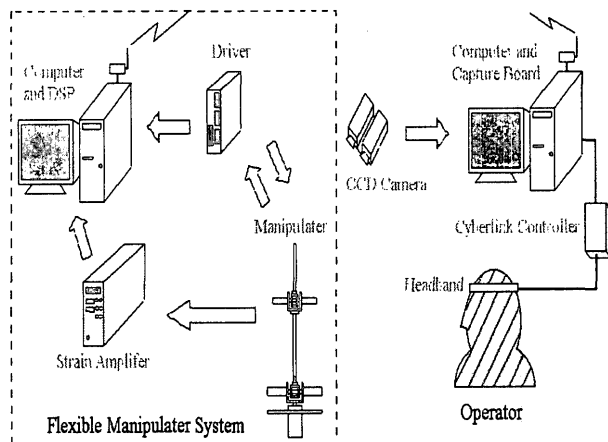 Computer
and DSP
Driver
Manipulater
Strain Amplifer
Flexible Manipulater System
Computer and
Capture Board
CCD Camera
Cyberlink Controller
Headband
Operator